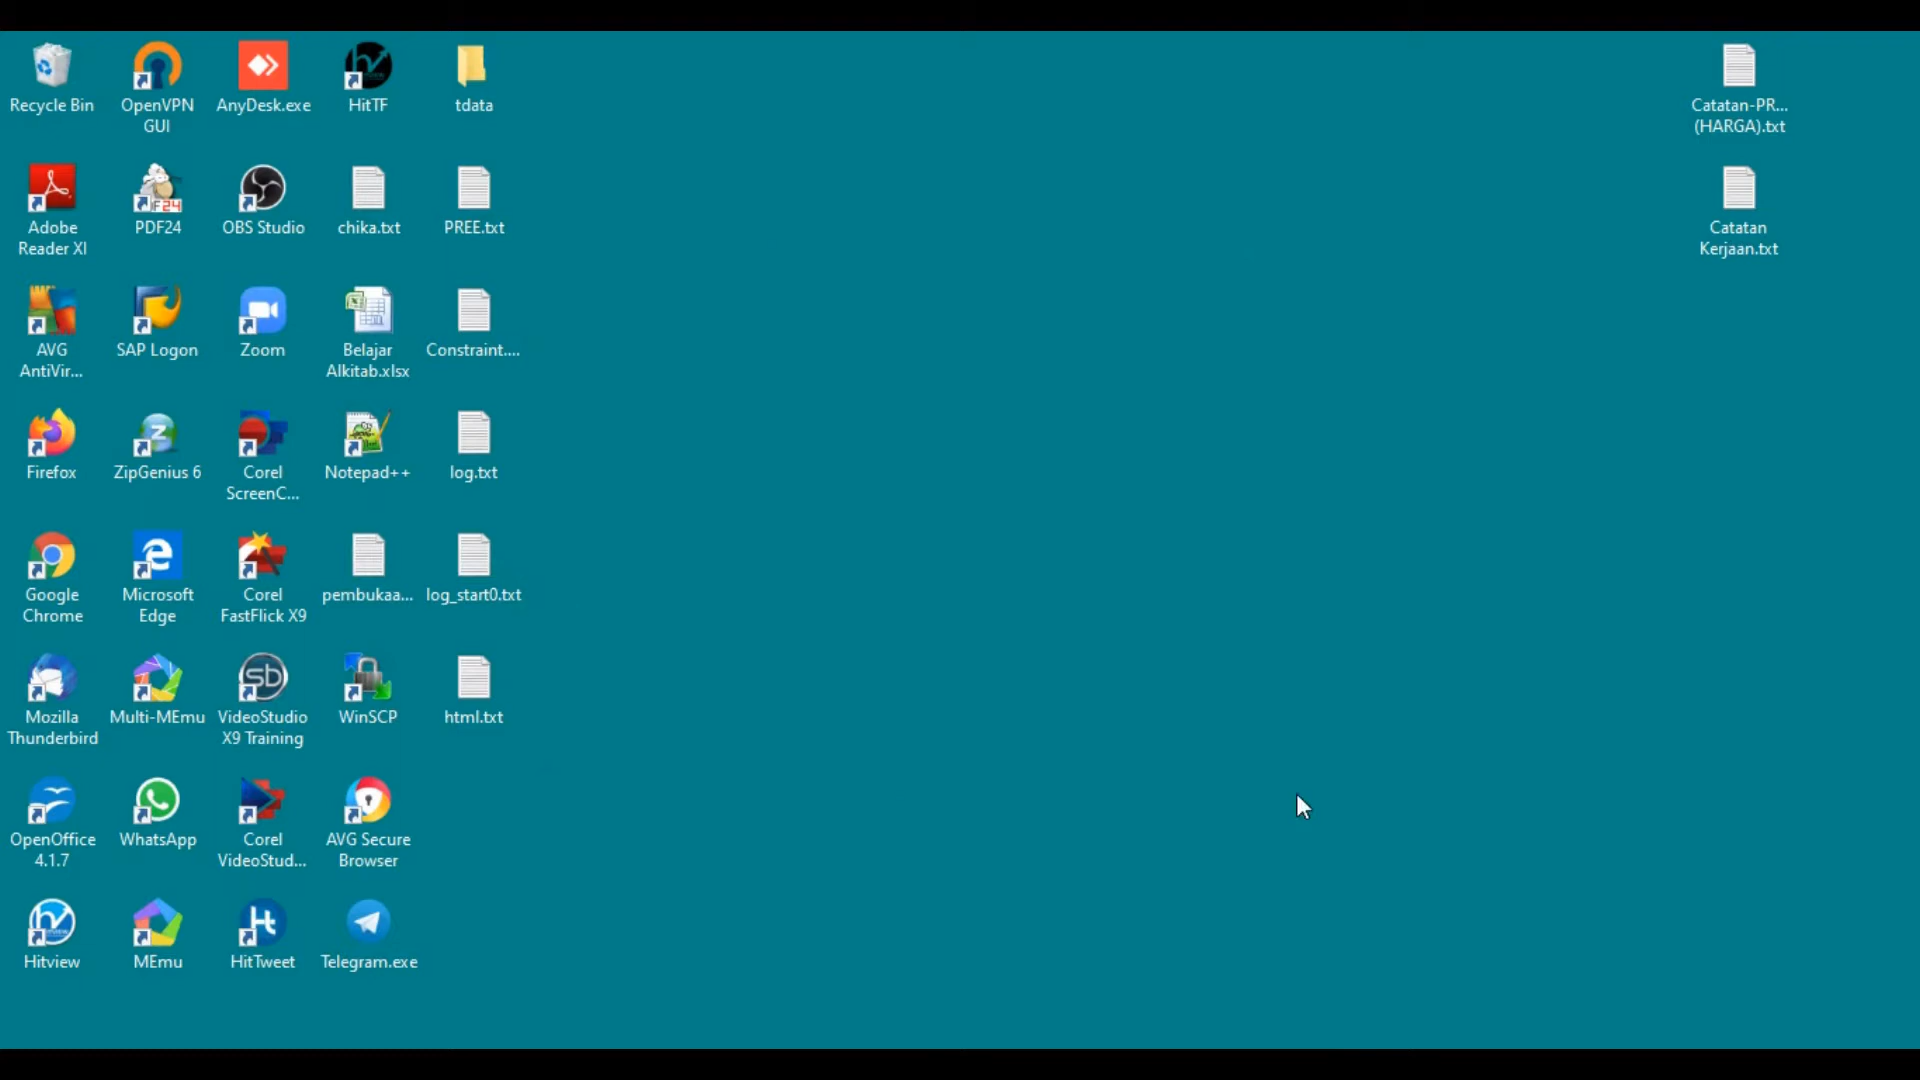 Recycle Bin
OpenVPN
GUI
AnyDesk.exe
HitTF
tdata
Catatan-PR...
(HARGA).txt
Adobe
Reader XI
PDF24
OBS Studio
chika.txt
PREE.txt
Catatan
Kerjaan.txt
AVG
AntiVir...
SAP Logon
Zoom
Belajar
Alkitab.xlsx
Constraint....
Firefox
ZipGenius 6
Corel
ScreenC...
Notepad++
log.txt
Google
Chrome
Microsoft
Edge
Corel
FastFlick X9
pembukaa...
log_start0.txt
Mozilla
Thunderbird
Multi-MEmu
VideoStudio
X9 Training
WinSCP
html.txt
OpenOffice
4.1.7
WhatsApp
Corel
VideoStud...
AVG Secure
Browser
Hitview
MEmu
HitTweet
Telegram.exe